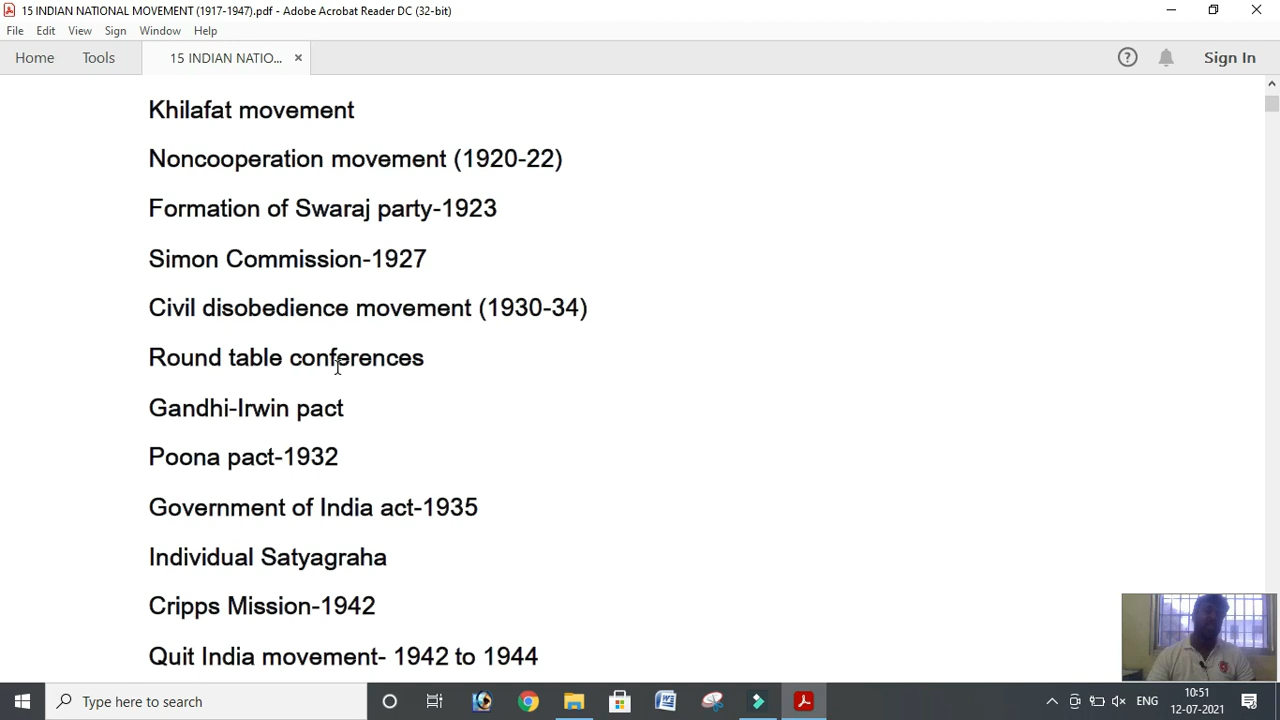 15 INDIAN NATIONAL MOVEMENT (1917-1947).pdf - Adobe Acrobat Reader DC (32-bit)
File Edit View Sign Window Help
Home Tools 15 INDIAN NATIO... × Sign In
Khilafat movement
Noncooperation movement (1920-22)
Formation of Swaraj party-1923
Simon Commission-1927
Civil disobedience movement (1930-34)
Round table conferences
Gandhi-Irwin pact
Poona pact-1932
Government of India act-1935
Individual Satyagraha
Cripps Mission-1942
Quit India movement- 1942 to 1944
Type here to search
ENG
10:51
12-07-2021